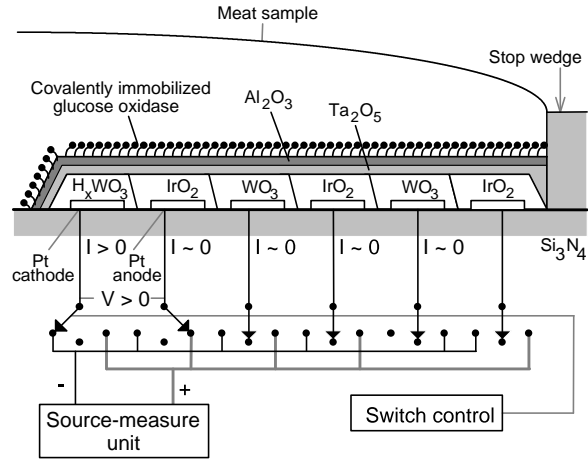 Meat sample
Stop wedge
Covalently immobilized
glucose oxidase
Al2O3
Ta2O5
HxWO3
IrO2
WO3
IrO2
WO3
IrO2
Pt
cathode
I > 0
Pt
anode
I ~ 0
I ~ 0
I ~ 0
I ~ 0
Si3N4
V > 0
-
+
Source-measure
unit
Switch control